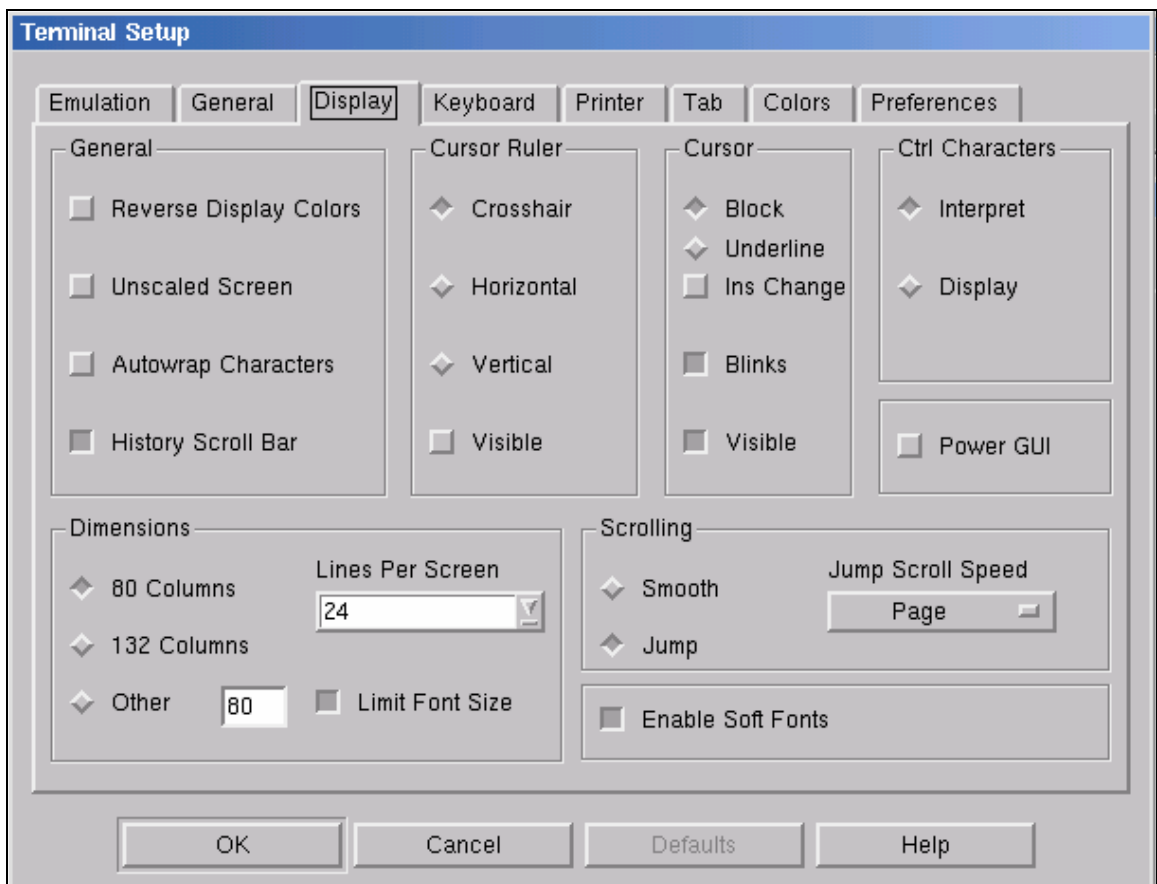 Terminal Setup
Emulation General Display Keyboard Printer Tab Colors Preferences
General
Reverse Display Colors
Unscaled Screen
Autowrap Characters
History Scroll Bar
Cursor Ruler
Crosshair
Horizontal
Vertical
Visible
Cursor
Block
Underline
Ins Change
Blinks
Visible
Ctrl Characters
Interpret
Display
Power GUI
Dimensions
80 Columns
132 Columns
Other 80
Lines Per Screen
24
Limit Font Size
Scrolling
Smooth
Jump
Jump Scroll Speed
Page
Enable Soft Fonts
OK Cancel Defaults Help